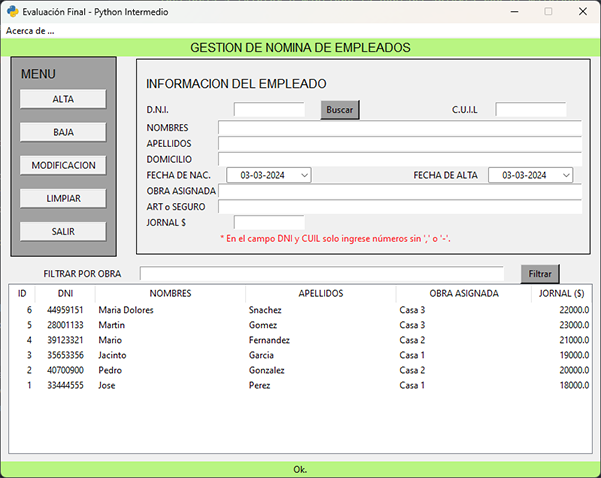 Evaluación Final - Python Intermedio
Acerca de ...
GESTION DE NOMINA DE EMPLEADOS
MENU
ALTA
BAJA
MODIFICACION
LIMPIAR
SALIR
INFORMACION DEL EMPLEADO
D.N.I. Buscar C.U.I.L
NOMBRES
APELLIDOS
DOMICILIO
FECHA DE NAC. 03-03-2024 FECHA DE ALTA 03-03-2024
OBRA ASIGNADA
ART o SEGURO
JORNAL $
* En el campo DNI y CUIL solo ingrese números sin ',' o '-'.
FILTRAR POR OBRA Filtrar
ID DNI NOMBRES APELLIDOS OBRA ASIGNADA JORNAL ($)
6 44959151 Maria Dolores Snachez Casa 3 22000.0
5 28001133 Martin Gomez Casa 3 23000.0
4 39123321 Mario Fernandez Casa 2 21000.0
3 35653356 Jacinto Garcia Casa 1 19000.0
2 40700900 Pedro Gonzalez Casa 2 20000.0
1 33444555 Jose Perez Casa 1 18000.0
Ok.